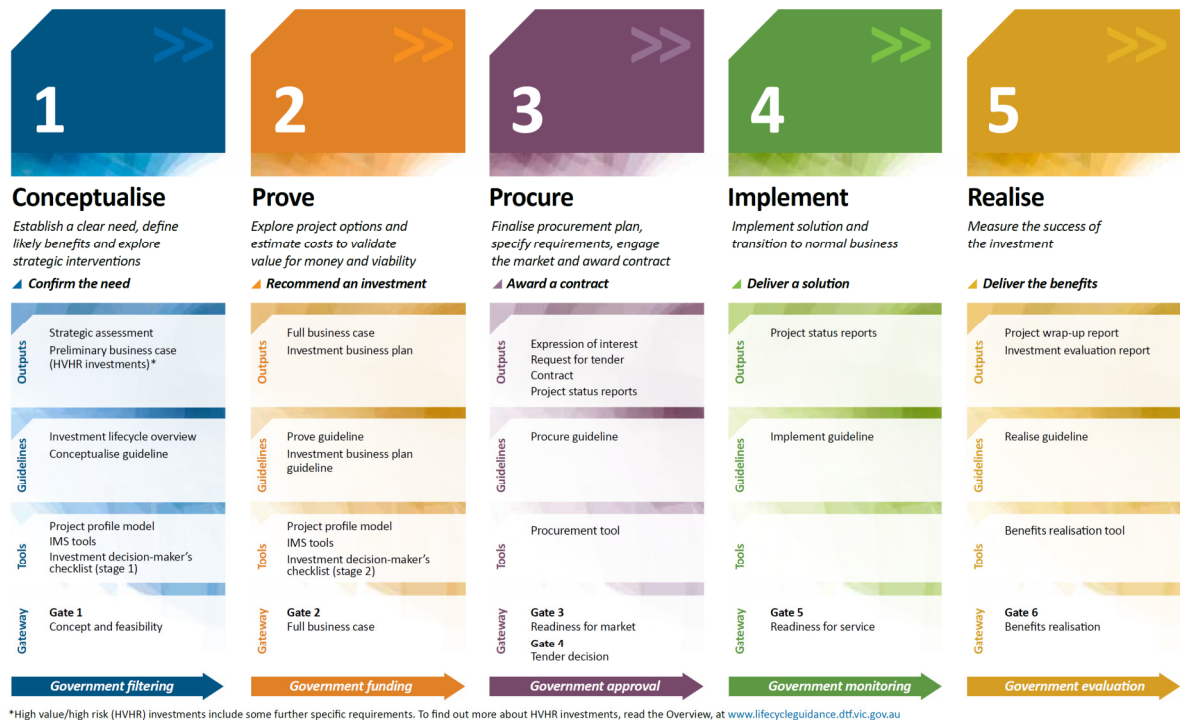 1
Conceptualise
Establish a clear need, define
likely benefits and explore
strategic interventions
Confirm the need
Outputs
Strategic assessment
Preliminary business case
(HVHR investments)*
Guidelines
Investment lifecycle overview
Conceptualise guideline
Tools
Project profile model
IMS tools
Investment decision-maker's
checklist (stage 1)
Gateway
Gate 1
Concept and feasibility
Government filtering
2
Prove
Explore project options and
estimate costs to validate
value for money and viability
Recommend an investment
Outputs
Full business case
Investment business plan
Guidelines
Prove guideline
Investment business plan
guideline
Tools
Project profile model
IMS tools
Investment decision-maker's
checklist (stage 2)
Gateway
Gate 2
Full business case
Government funding
3
Procure
Finalise procurement plan,
specify requirements, engage
the market and award contract
Award a contract
Outputs
Expression of interest
Request for tender
Contract
Project status reports
Guidelines
Procure guideline
Tools
Procurement tool
Gateway
Gate 3
Readiness for market
Gate 4
Tender decision
Government approval
4
Implement
Implement solution and
transition to normal business
Deliver a solution
Outputs
Project status reports
Guidelines
Implement guideline
Tools
Gateway
Gate 5
Readiness for service
Government monitoring
5
Realise
Measure the success of
the investment
Deliver the benefits
Outputs
Project wrap-up report
Investment evaluation report
Guidelines
Realise guideline
Tools
Benefits realisation tool
Gateway
Gate 6
Benefits realisation
Government evaluation
*High value/high risk (HVHR) investments include some further specific requirements. To find out more about HVHR investments, read the Overview, at www.lifecycleguidance.dtf.vic.gov.au